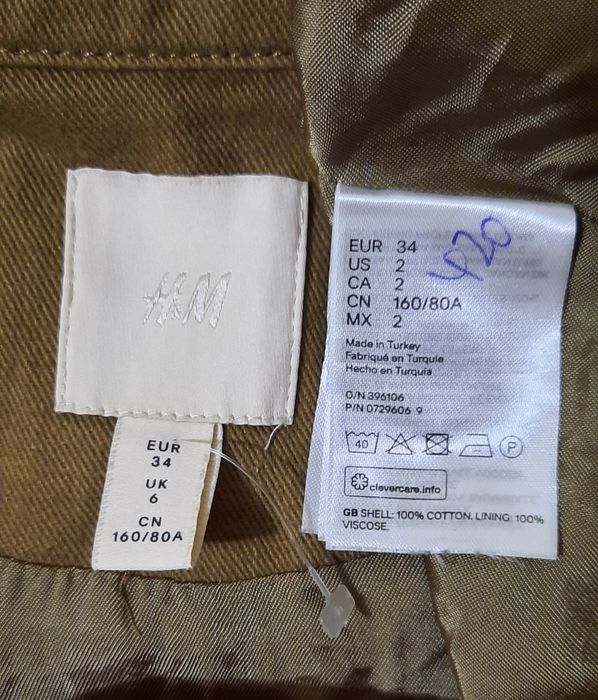 H&M
EUR
34
UK
6
CN
160/80A
420
EUR 34
US 2
CA 2
CN 160/80A
MX 2
Made in Turkey
Fabriqué en Turquie
Hecho en Turquia
O/N 396106
P/N 0729606 9
40
P
clevercare.info
GB SHELL: 100% COTTON. LINING: 100%
VISCOSE.